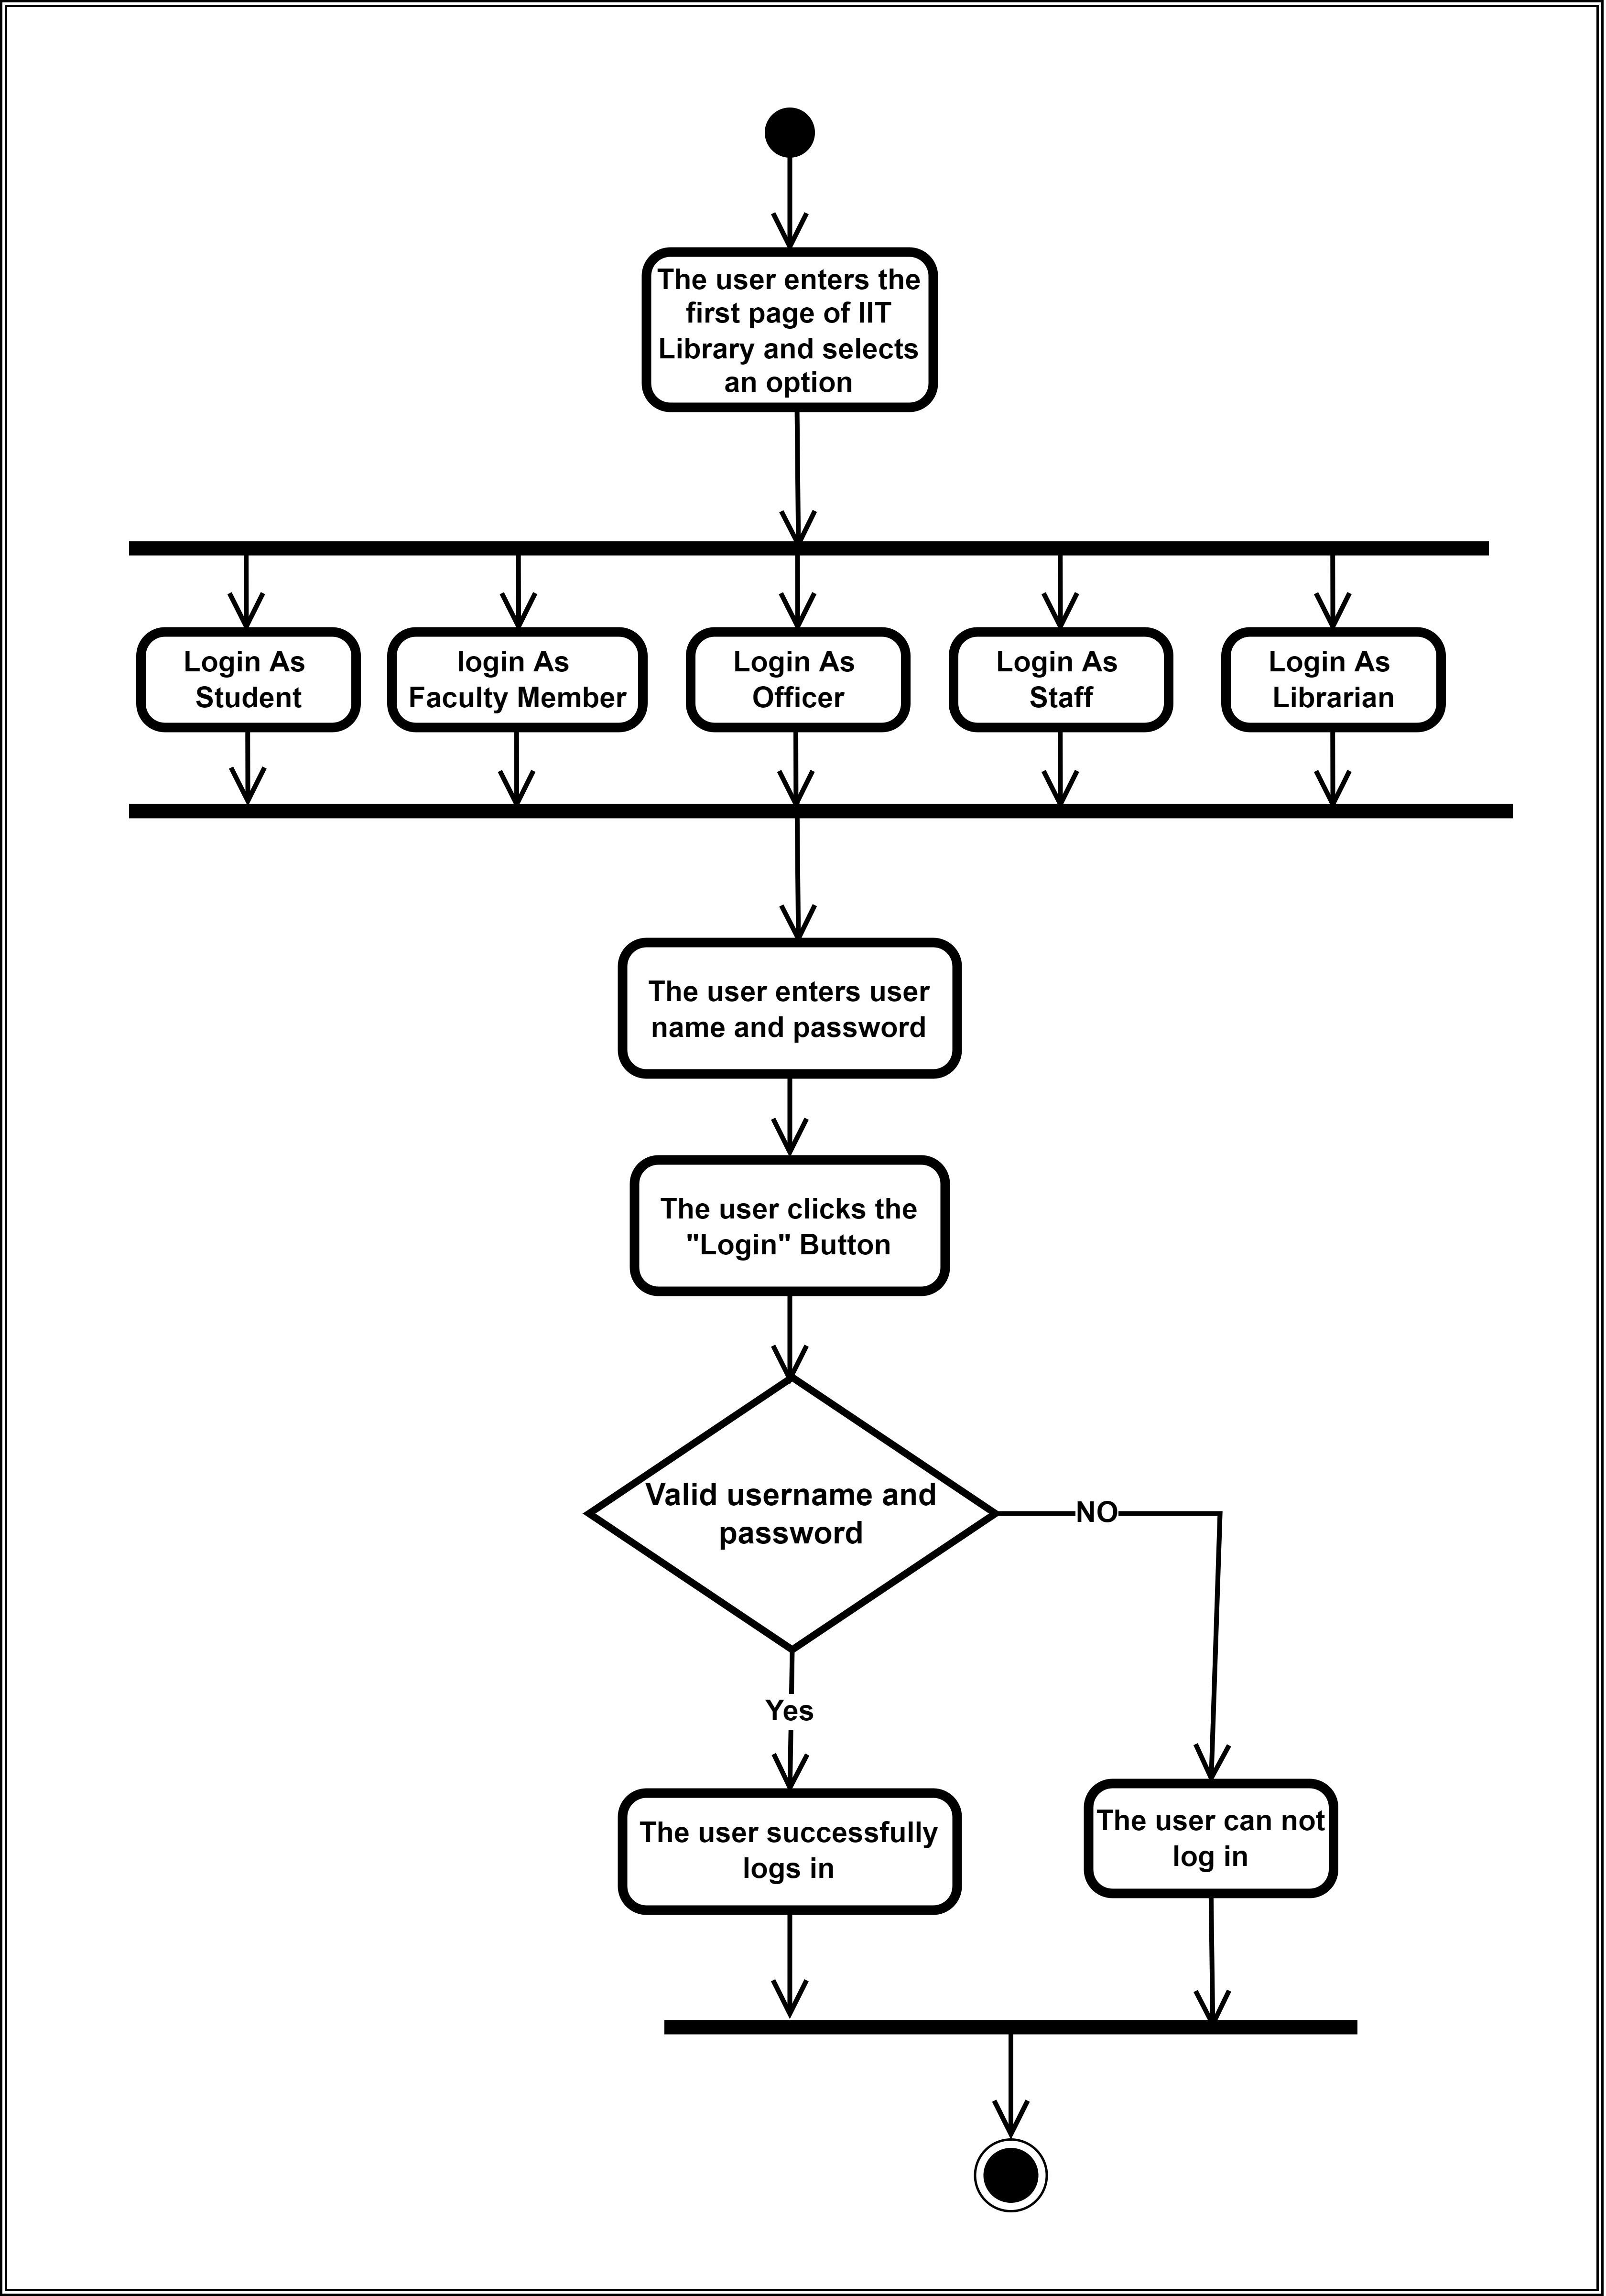 The user enters the
first page of IIT
Library and selects
an option
Login As
Student
login As
Faculty Member
Login As
Officer
Login As
Staff
Login As
Librarian
The user enters user
name and password
The user clicks the
"Login" Button
Valid username and
password
NO
Yes
The user successfully
logs in
The user can not
log in